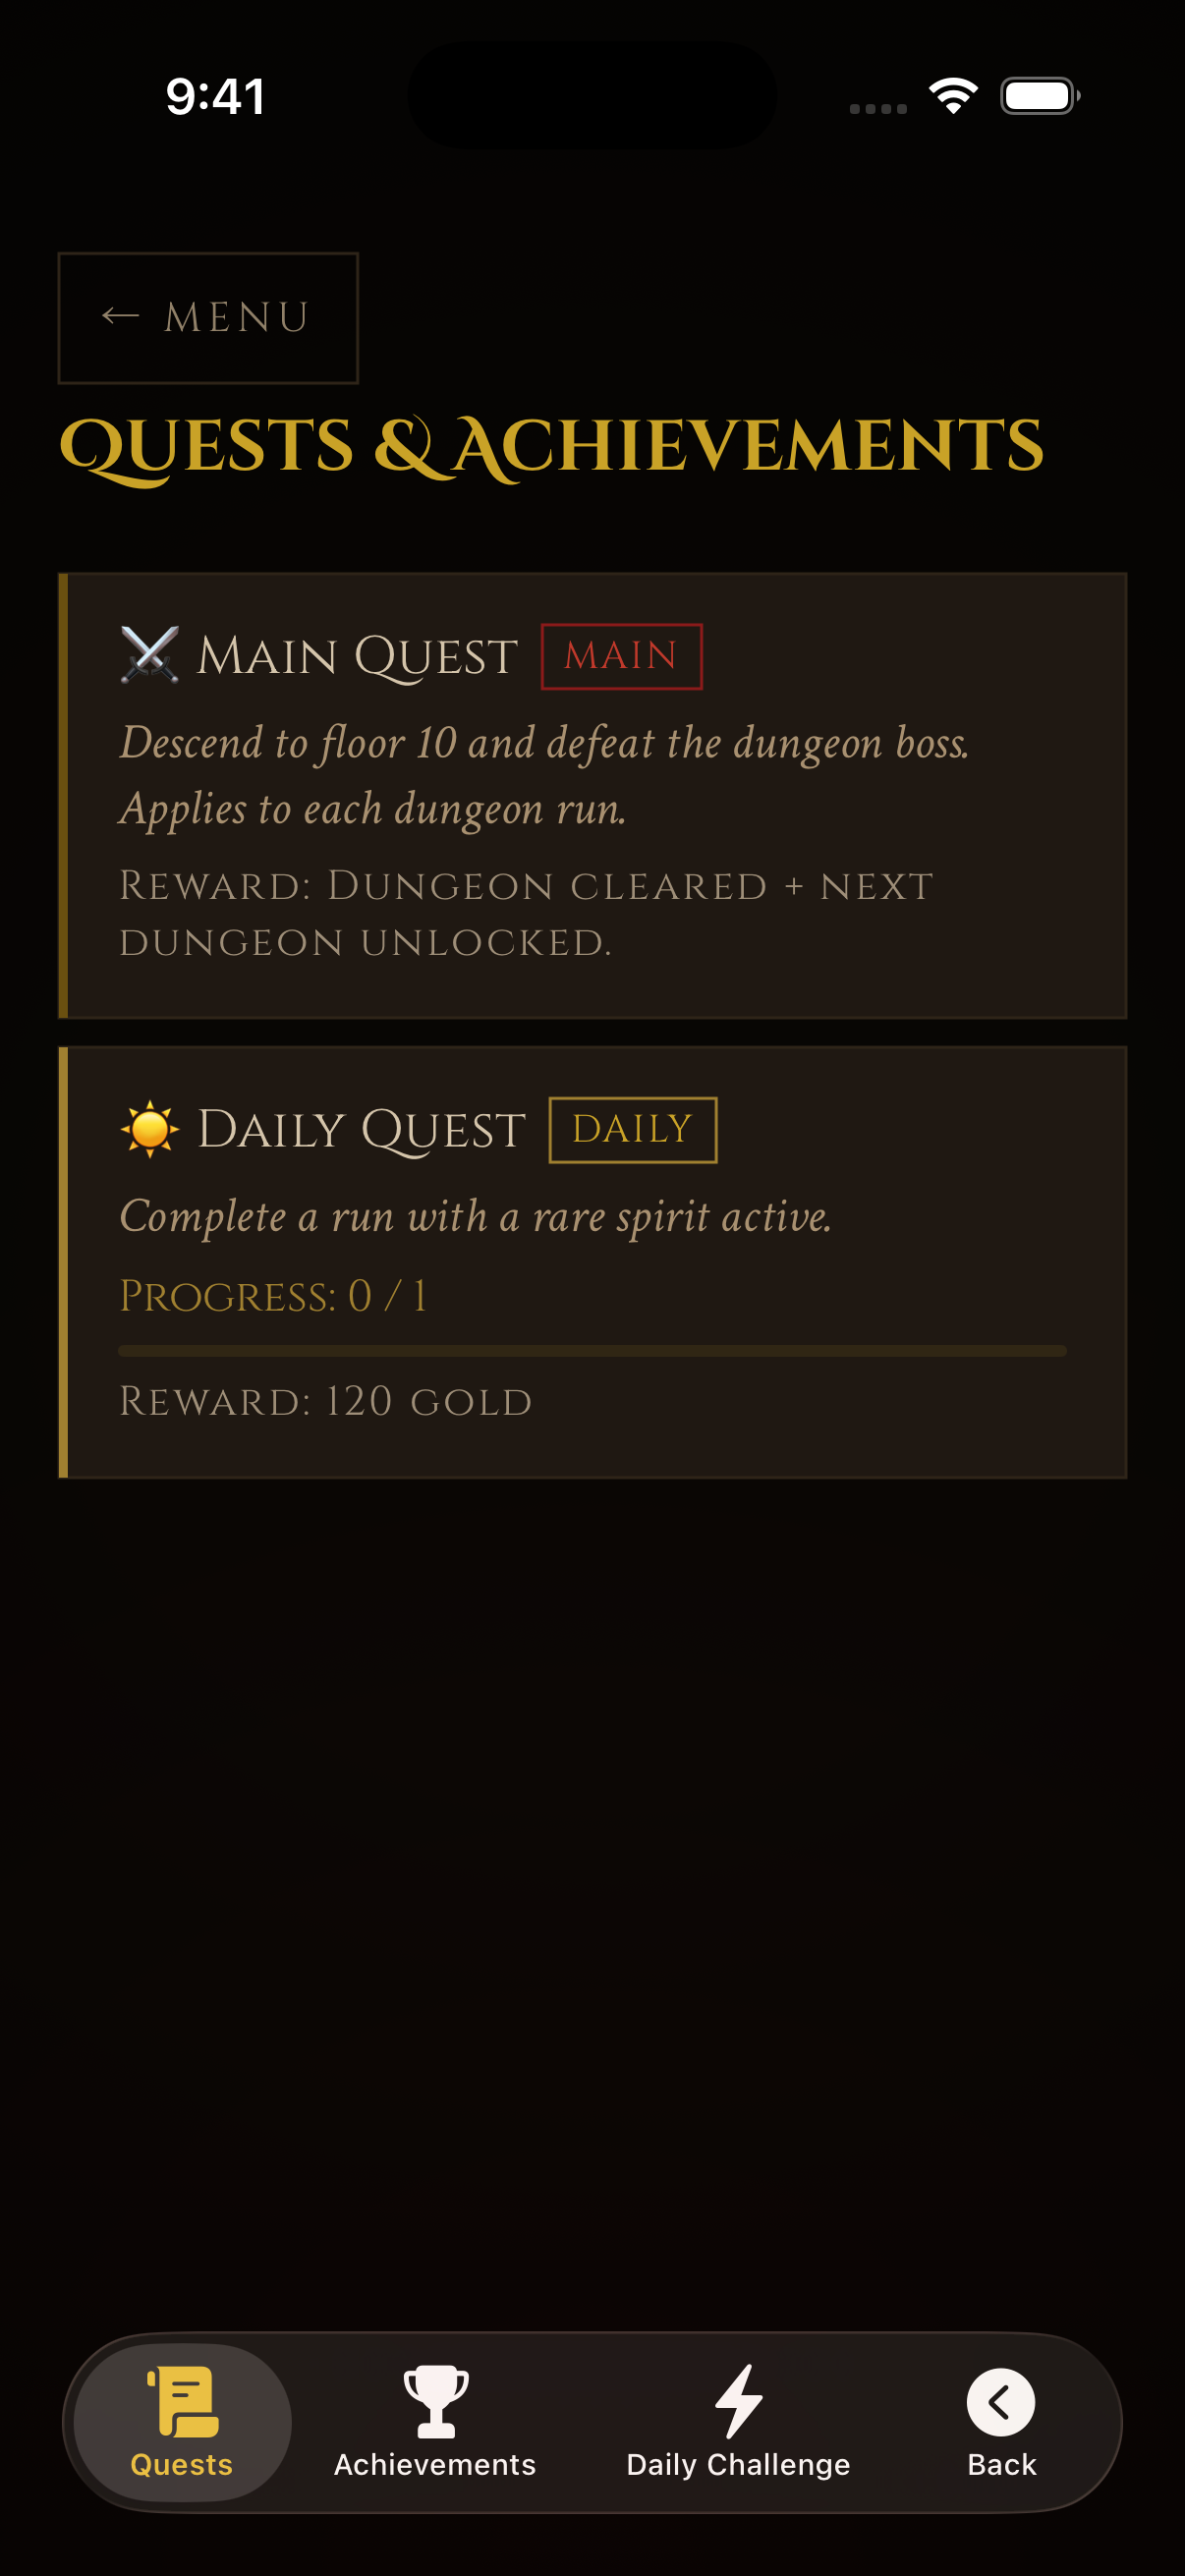 9:41
← MENU
Quests & Achievements
Main Quest MAIN
Descend to floor 10 and defeat the dungeon boss.
Applies to each dungeon run.
Reward: Dungeon cleared + next
dungeon unlocked.
Daily Quest DAILY
Complete a run with a rare spirit active.
Progress: 0 / 1
Reward: 120 gold
Quests Achievements Daily Challenge Back